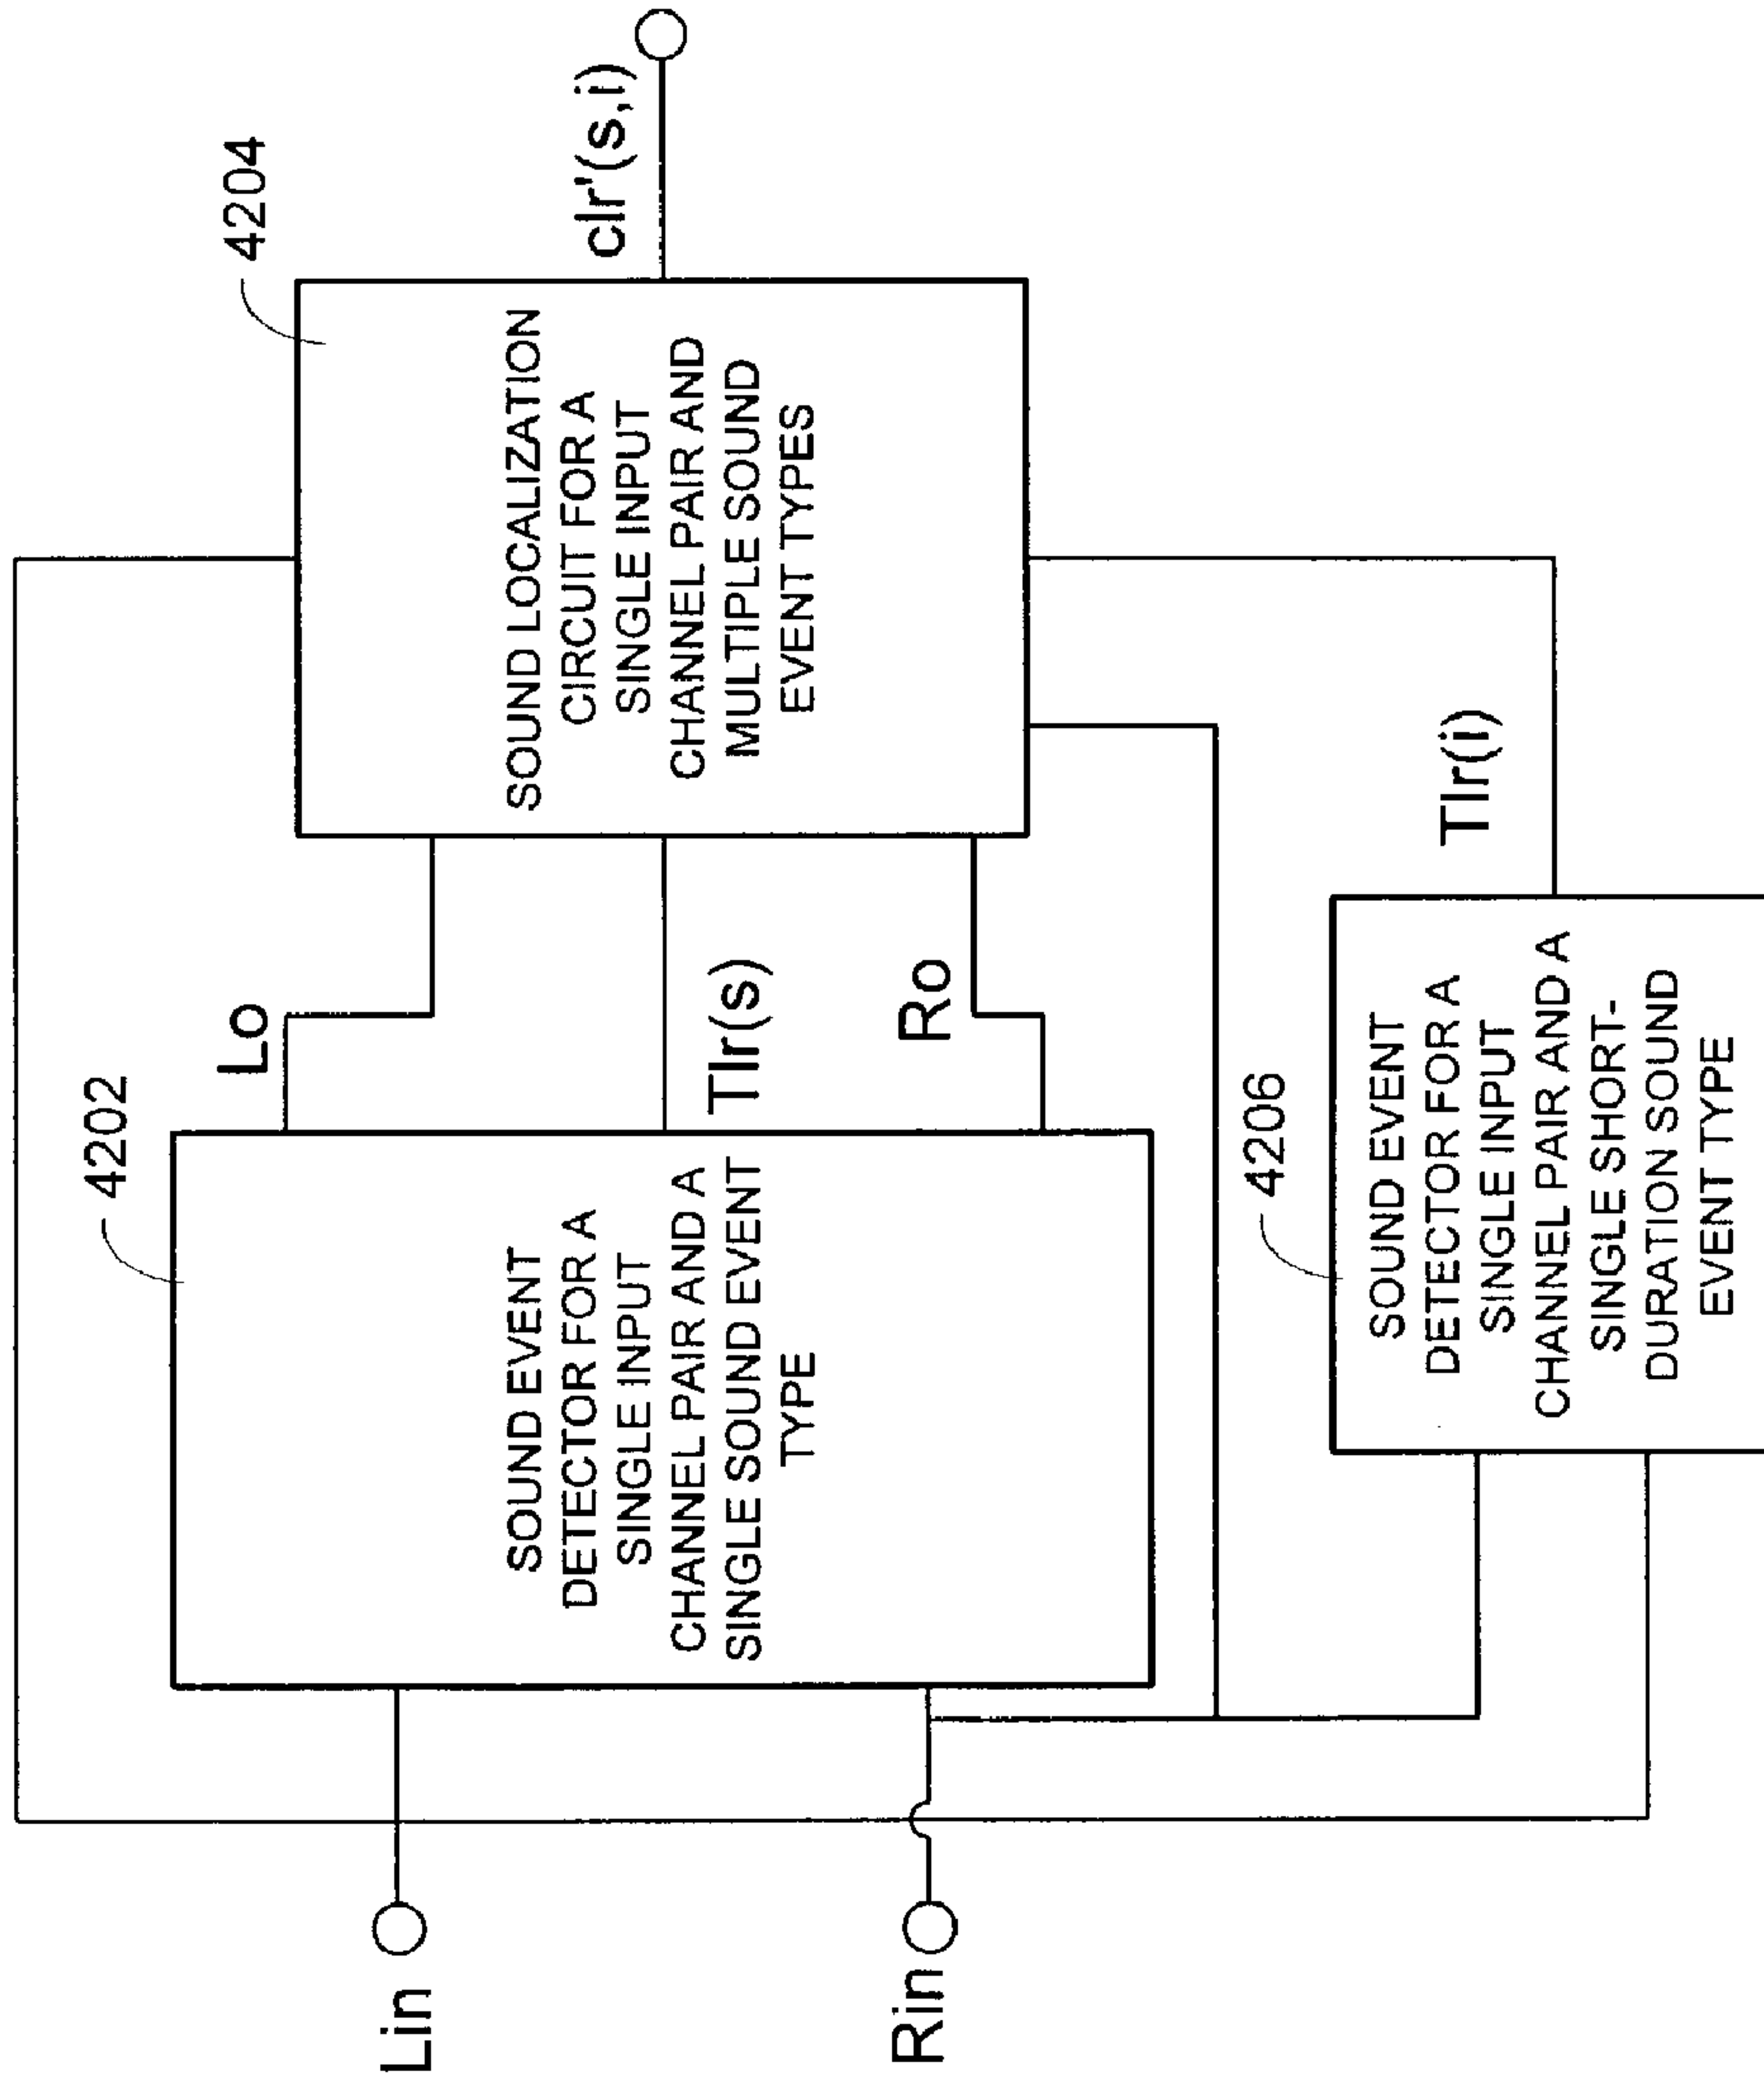 Lin
Rin
4202
SOUND EVENT
DETECTOR FOR A
SINGLE INPUT
CHANNEL PAIR AND A
SINGLE SOUND EVENT
TYPE
Lo
Tlr(s)
Ro
4204
SOUND LOCALIZATION
CIRCUIT FOR A
SINGLE INPUT
CHANNEL PAIR AND
MULTIPLE SOUND
EVENT TYPES
clr'(s,i)
4206
SOUND EVENT
DETECTOR FOR A
SINGLE INPUT
CHANNEL PAIR AND A
SINGLE SHORT-
DURATION SOUND
EVENT TYPE
Tlr(i)